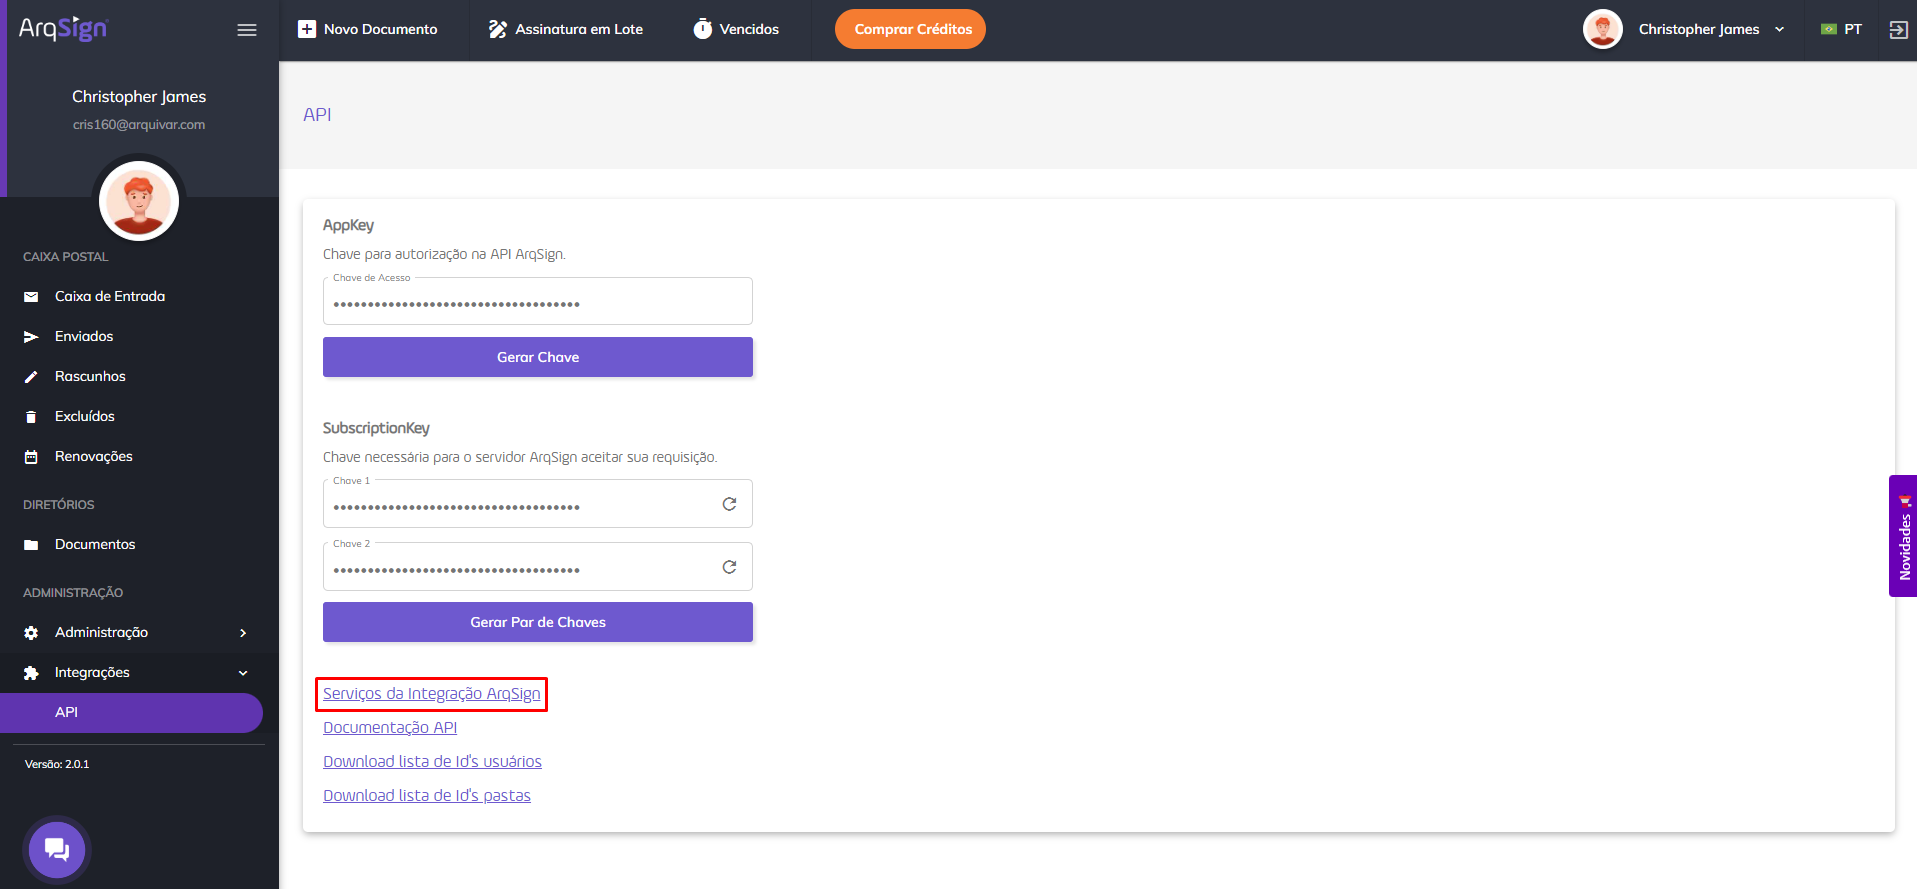 ArqSign
Novo Documento
Assinatura em Lote
Vencidos
Comprar Créditos
Christopher James
PT
Christopher James
cris160@arquivar.com
CAIXA POSTAL
Caixa de Entrada
Enviados
Rascunhos
Excluídos
Renovações
DIRETÓRIOS
Documentos
ADMINISTRAÇÃO
Administração
Integrações
API
Versão: 2.0.1
API
AppKey
Chave para autorização na API ArqSign.
Chave de Acesso
••••••••••••••••••••••••••••••••••••
Gerar Chave
SubscriptionKey
Chave necessária para o servidor ArqSign aceitar sua requisição.
Chave 1
••••••••••••••••••••••••••••••••••••
Chave 2
••••••••••••••••••••••••••••••••••••
Gerar Par de Chaves
Serviços da Integração ArqSign
Documentação API
Download lista de Id's usuários
Download lista de Id's pastas
Novidades